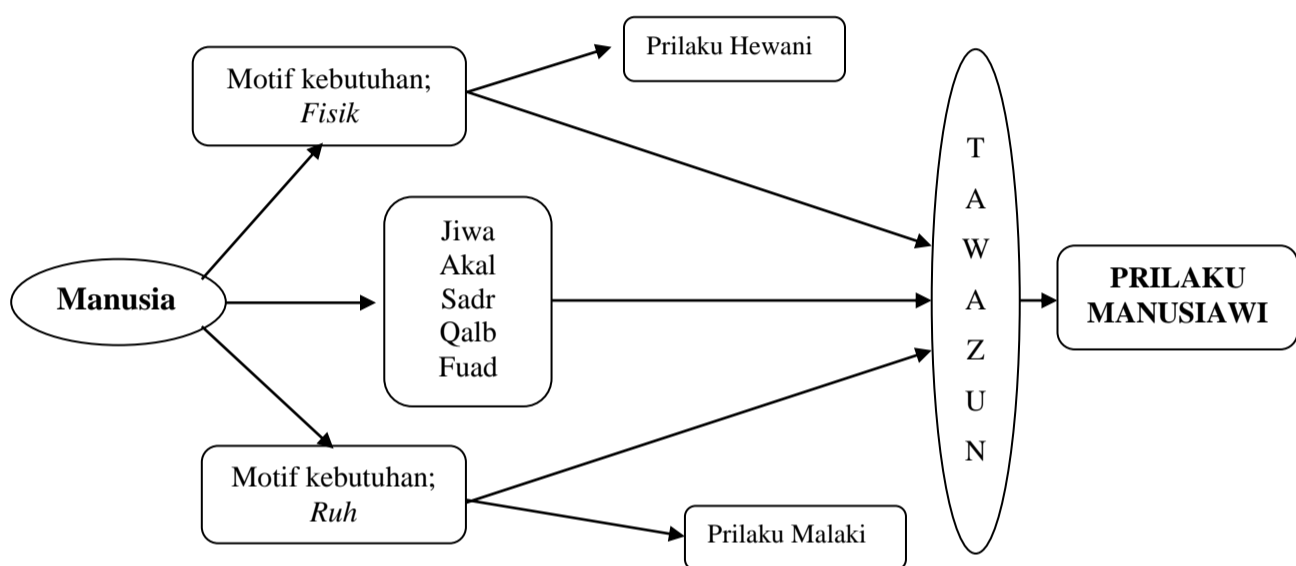 Prilaku Hewani
Motif kebutuhan;
Fisik
T
A
W
A
Z
U
N
Jiwa
Akal
Sadr
Qalb
Fuad
Manusia
PRILAKU
MANUSIAWI
Motif kebutuhan;
Ruh
Prilaku Malaki